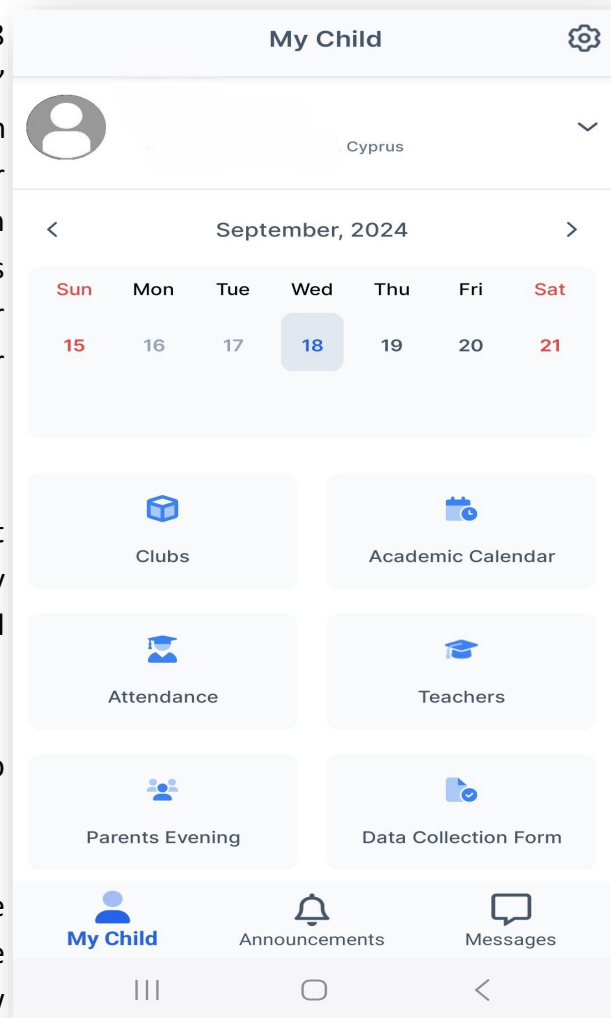 My Child
Cyprus
September, 2024
Sun Mon Tue Wed Thu Fri Sat
15 16 17 18 19 20 21
Clubs Academic Calendar
Attendance Teachers
Parents Evening Data Collection Form
My Child Announcements Messages